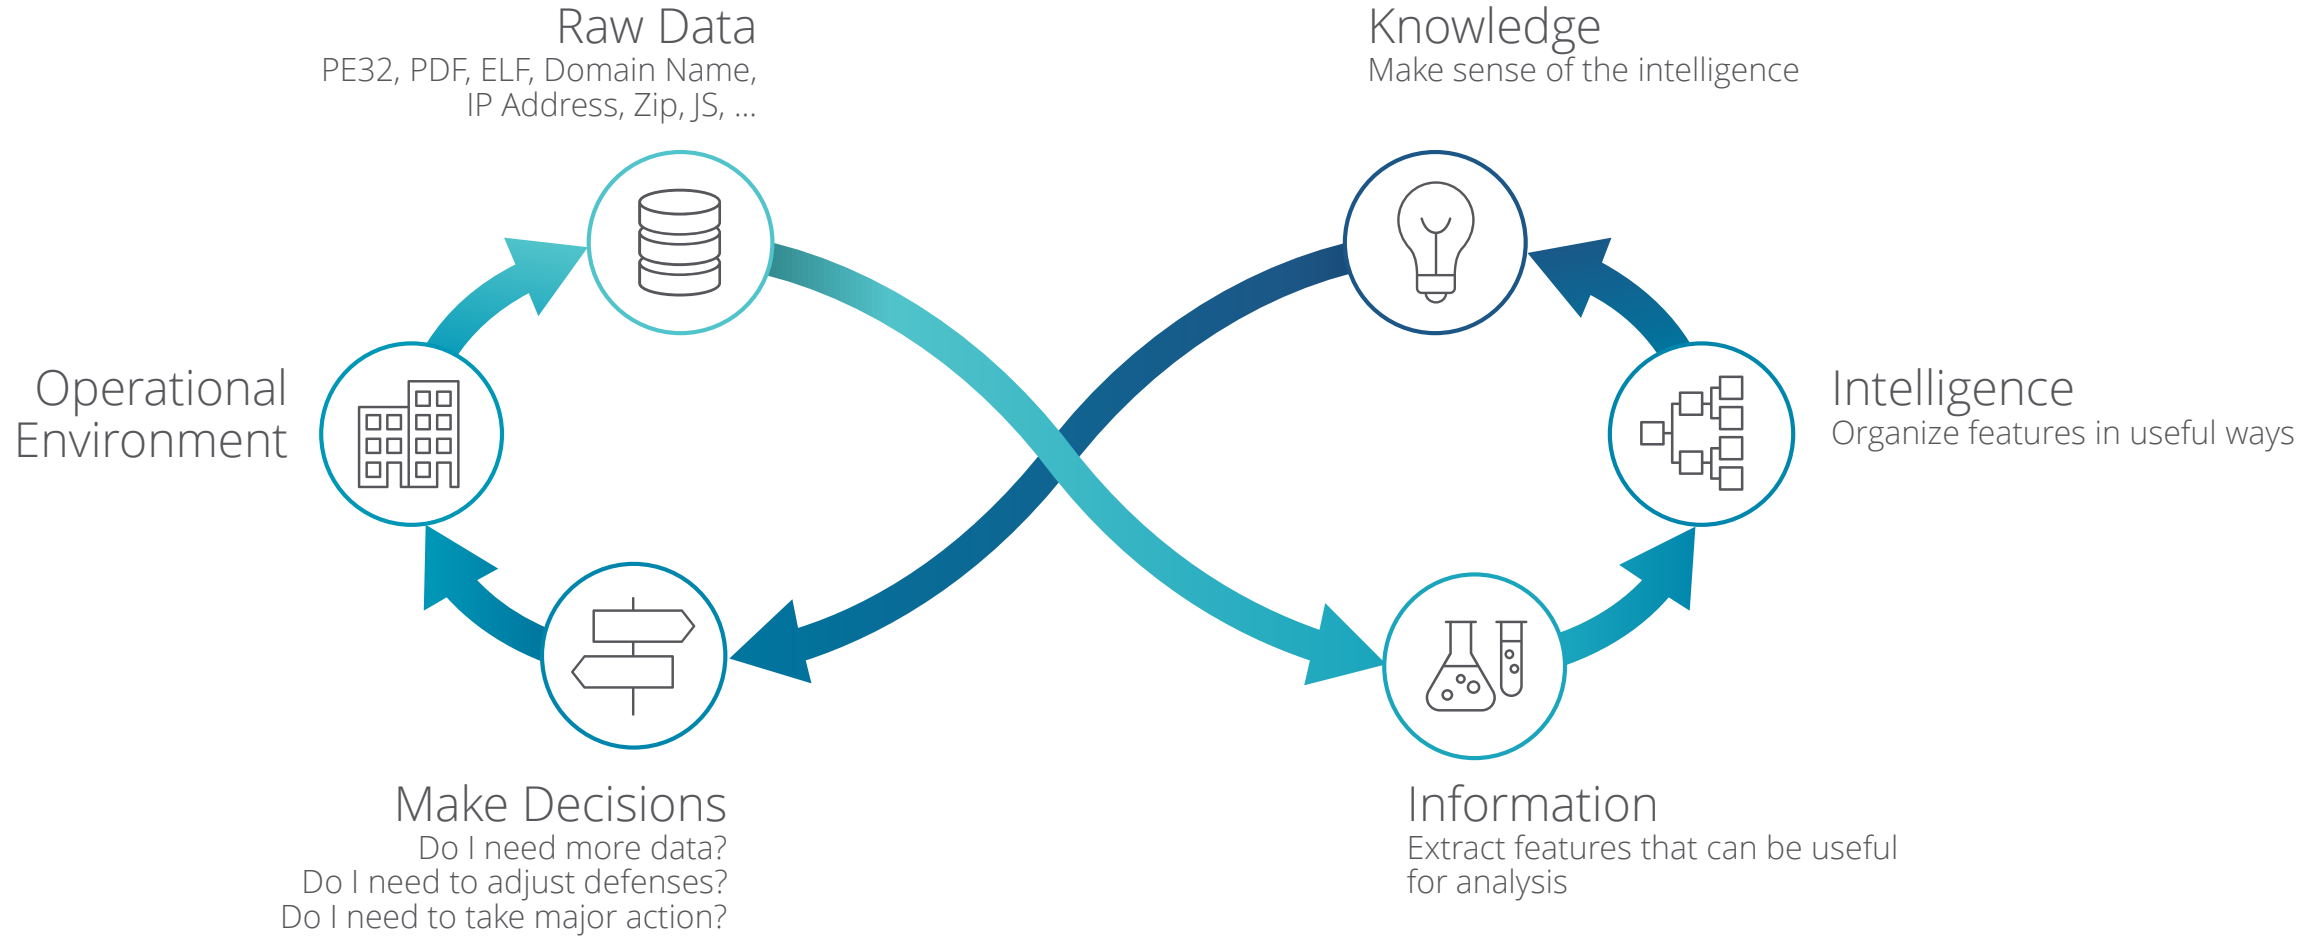 Raw Data
PE32, PDF, ELF, Domain Name,
IP Address, Zip, JS, ...
Knowledge
Make sense of the intelligence
Operational
Environment
Intelligence
Organize features in useful ways
Make Decisions
Do I need more data?
Do I need to adjust defenses?
Do I need to take major action?
Information
Extract features that can be useful
for analysis